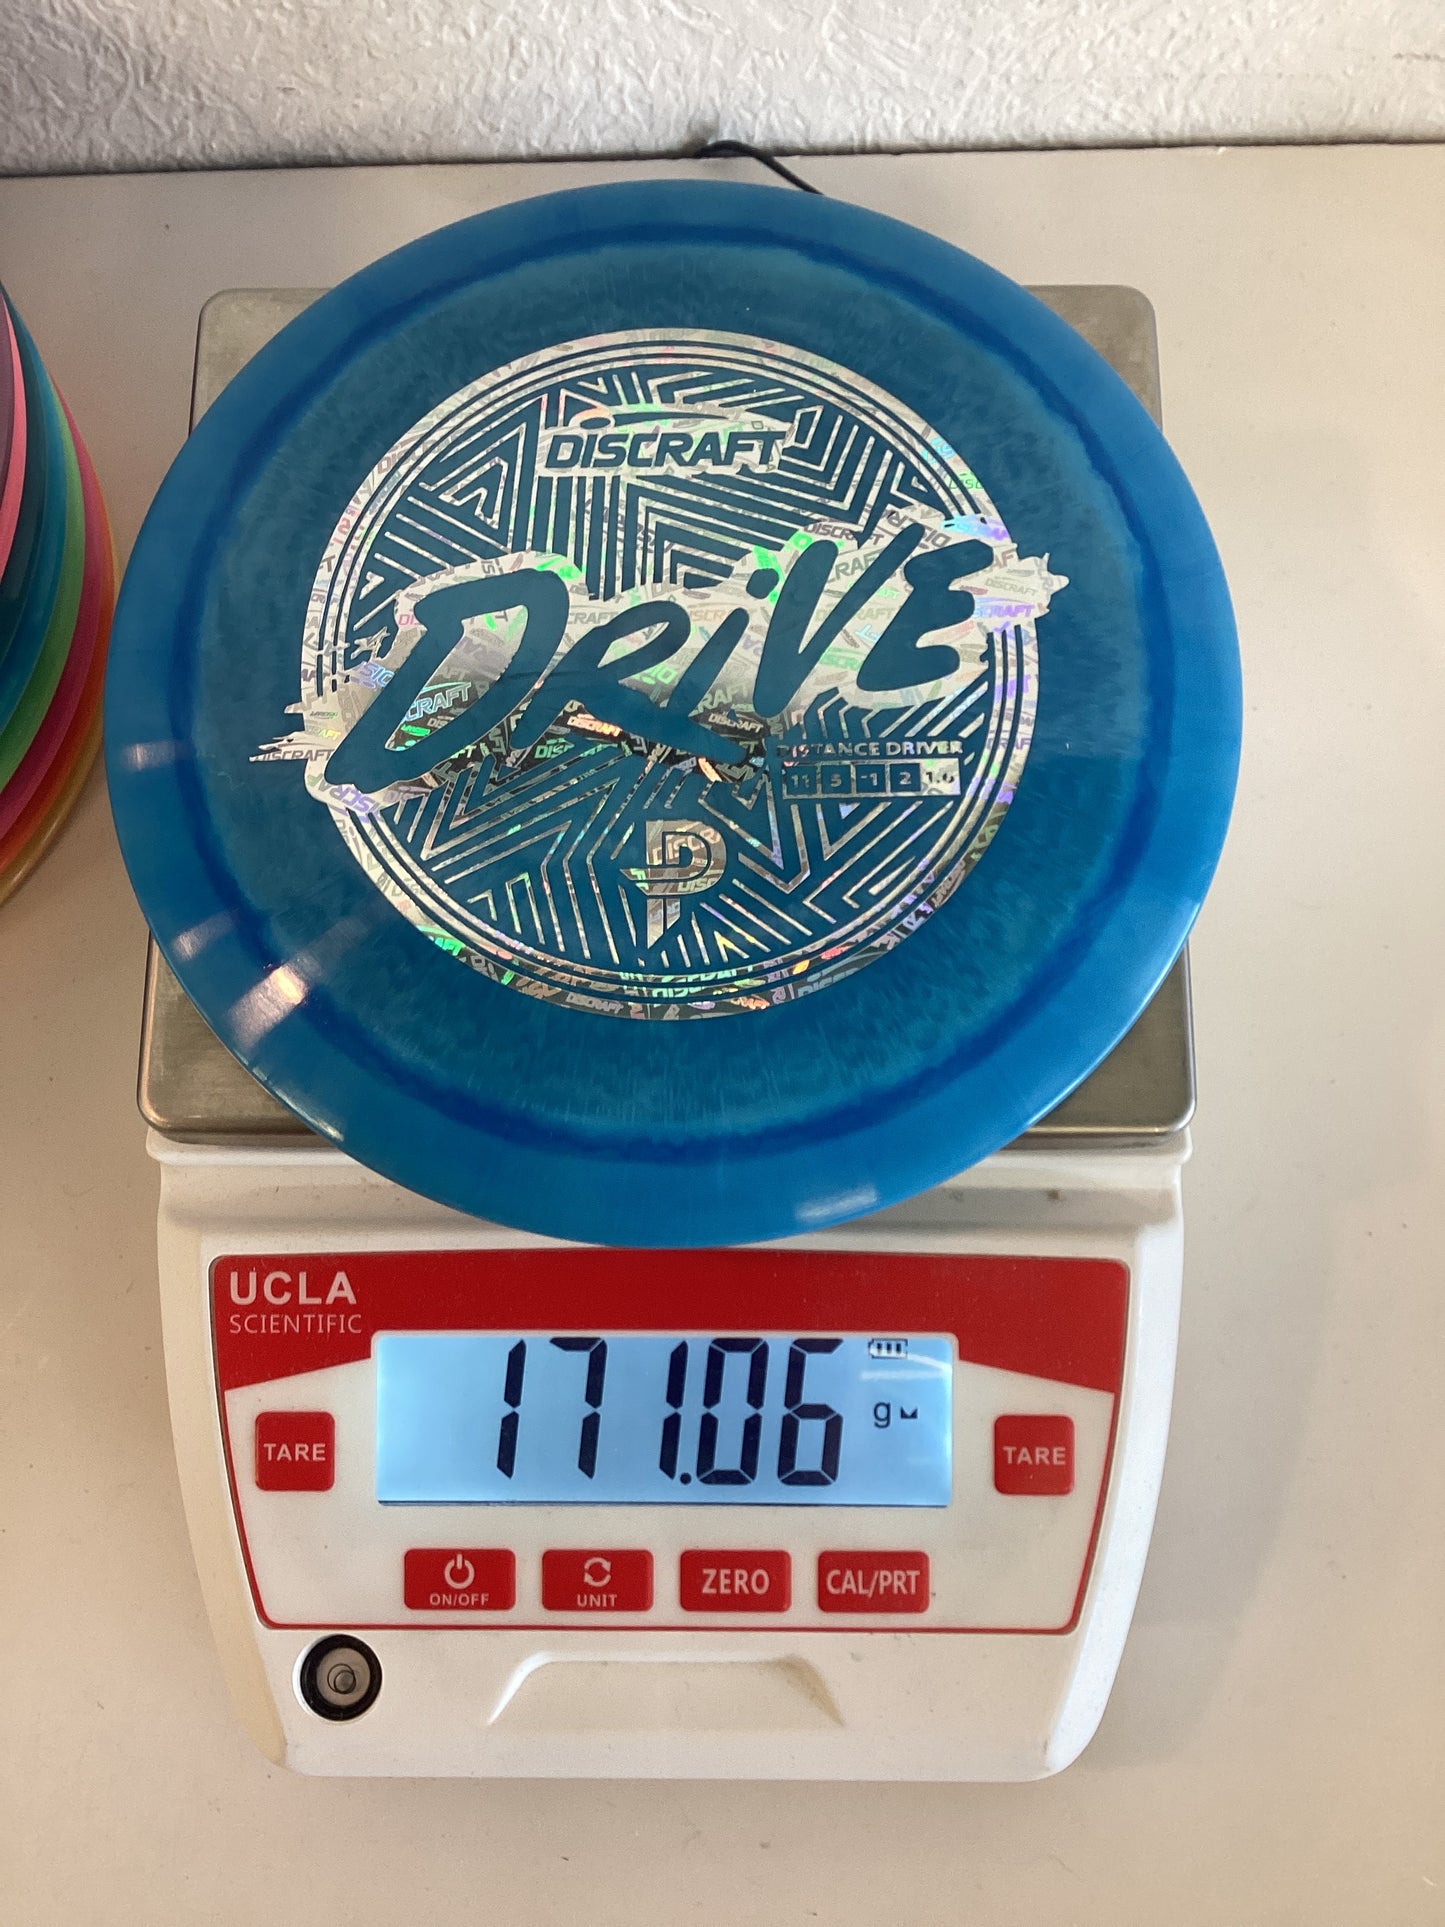 DISCRAFT
DRiVE
DISTANCE DRIVER
11 5 -1 2 1.6
UCLA
SCIENTIFIC
171.06
g
TARE
TARE
ON/OFF
UNIT
ZERO
CAL/PRT